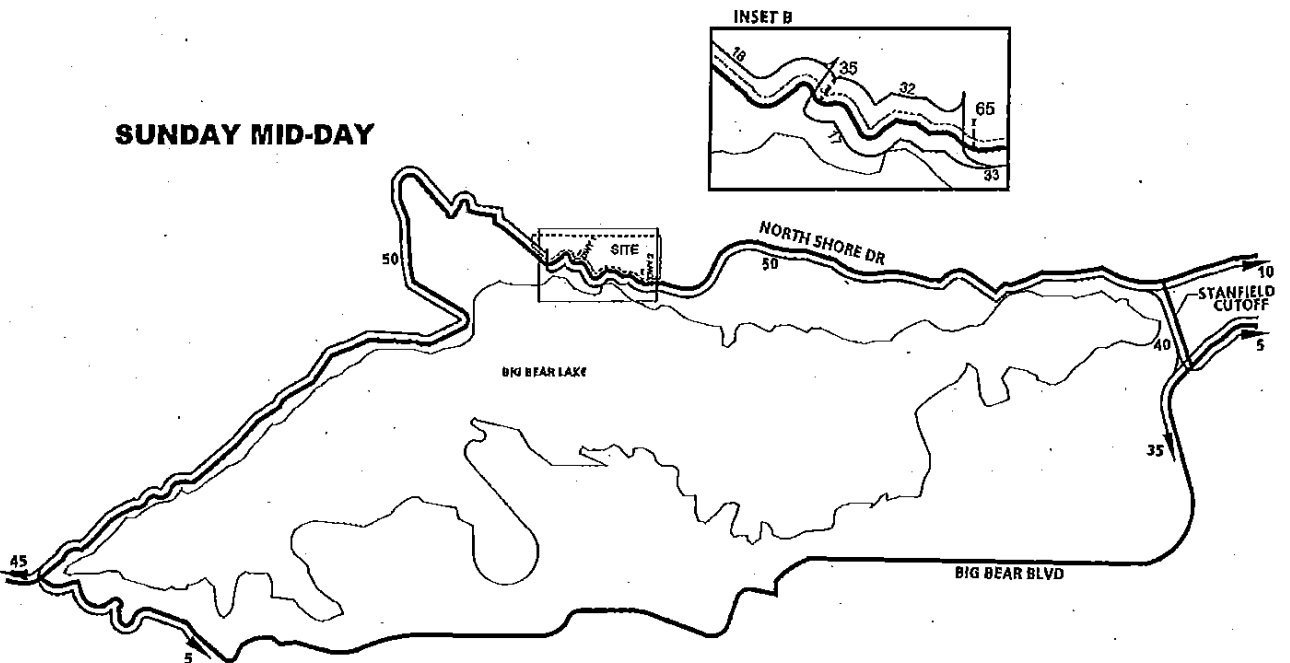 INSET B
18
35
32
65
17
33
SUNDAY MID-DAY
SITE
NORTH SHORE DR
50
50
10
STANFIELD
CUTOFF
40
5
BIG BEAR LAKE
35
45
BIG BEAR BLVD
5